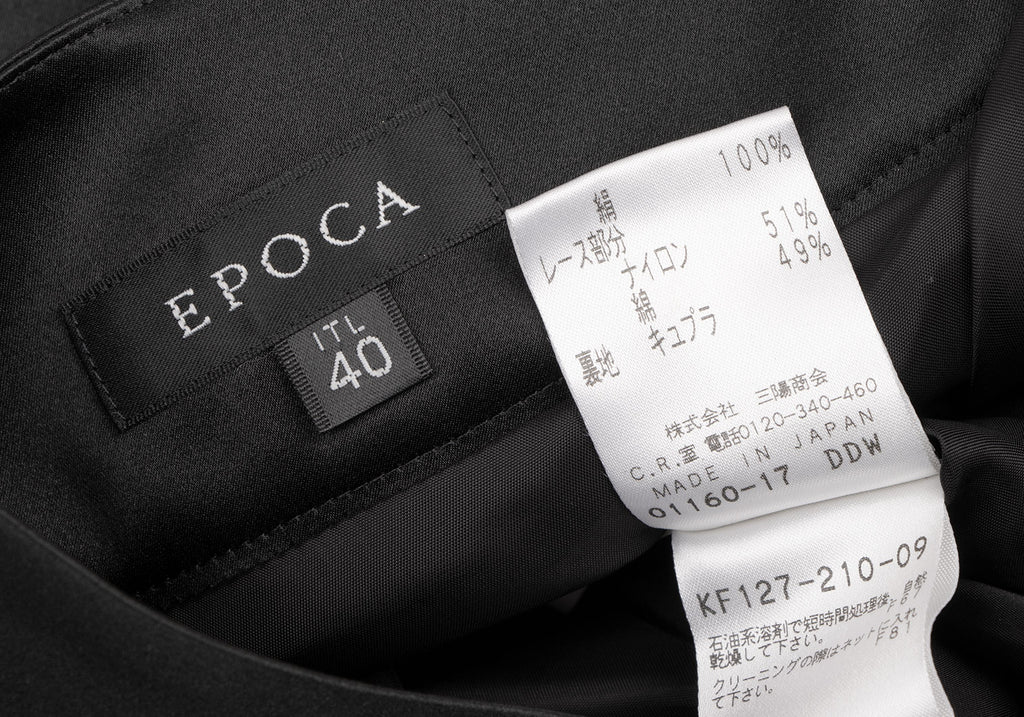 EPOCA
ITL
40
絹 100%
レース部分
ナイロン 51%
綿 49%
裏地 キュプラ
株式会社 三陽商会
C.R.室 電話0120-340-460
MADE IN JAPAN
01160-17 DDW
KF127-210-09
石油系溶剤で短時間処理後自然
乾燥して下さい。
クリーニングの際はネットに入れ
て下さい。